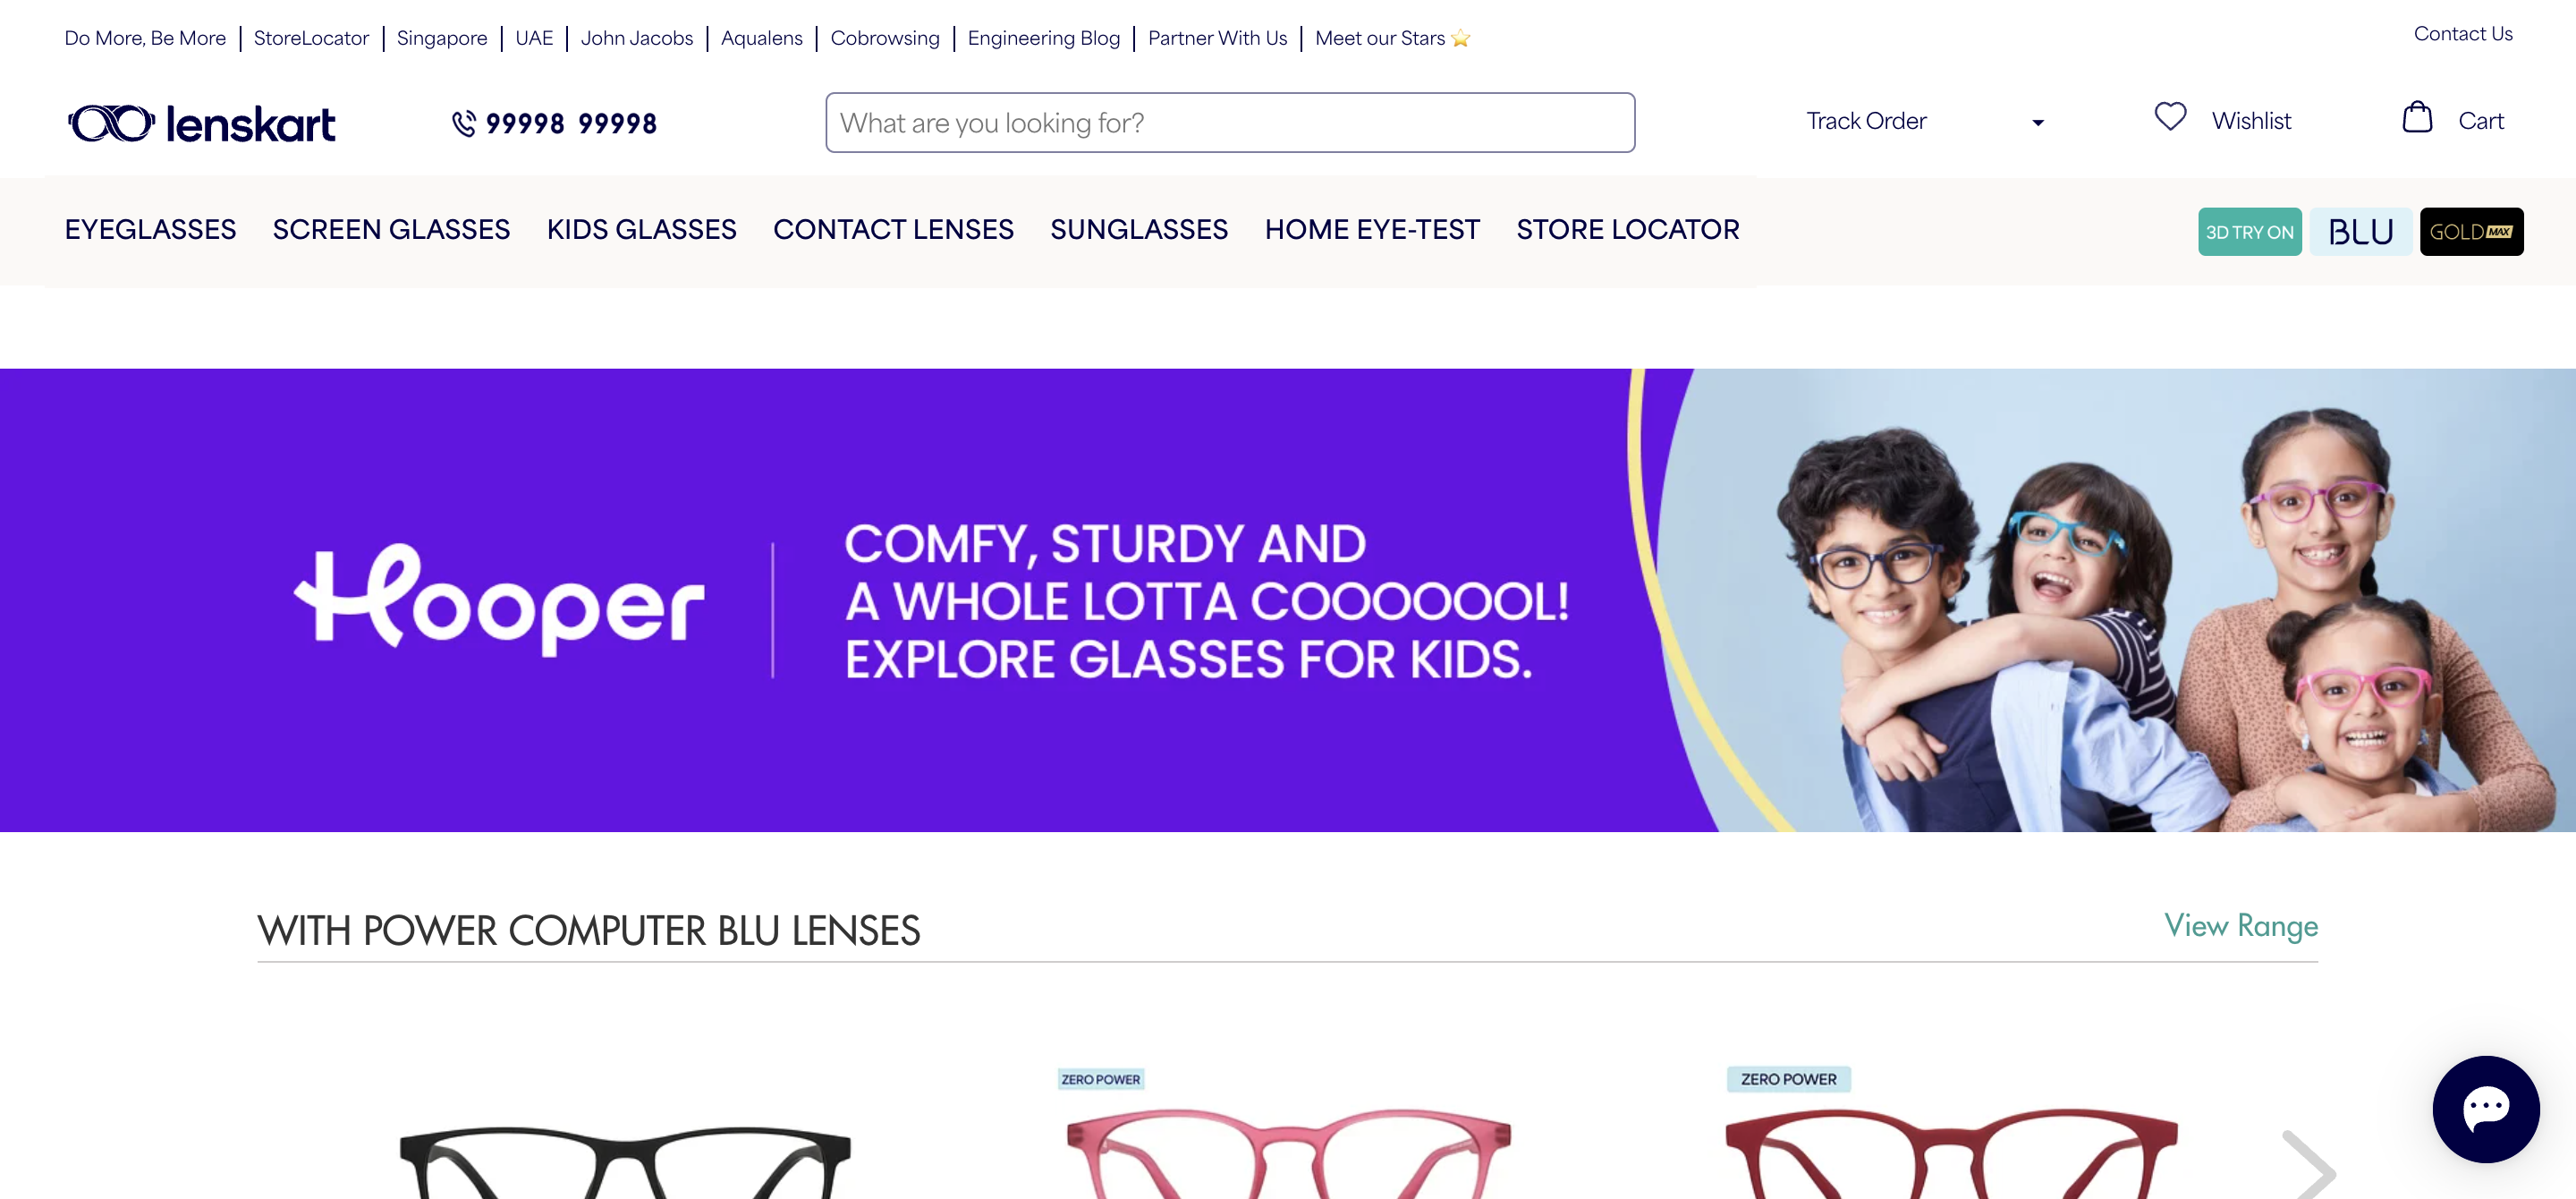 Do More, Be More | StoreLocator | Singapore | UAE | John Jacobs | Aqualens | Cobrowsing | Engineering Blog | Partner With Us | Meet our Stars ⭐
Contact Us
lenskart
99998 99998
What are you looking for?
Track Order
Wishlist
Cart
EYEGLASSES SCREEN GLASSES KIDS GLASSES CONTACT LENSES SUNGLASSES HOME EYE-TEST STORE LOCATOR
3D TRY ON
BLU
GOLD MAX
Hooper
COMFY, STURDY AND
A WHOLE LOTTA COOOOOOL!
EXPLORE GLASSES FOR KIDS.
WITH POWER COMPUTER BLU LENSES
View Range
ZERO POWER
ZERO POWER